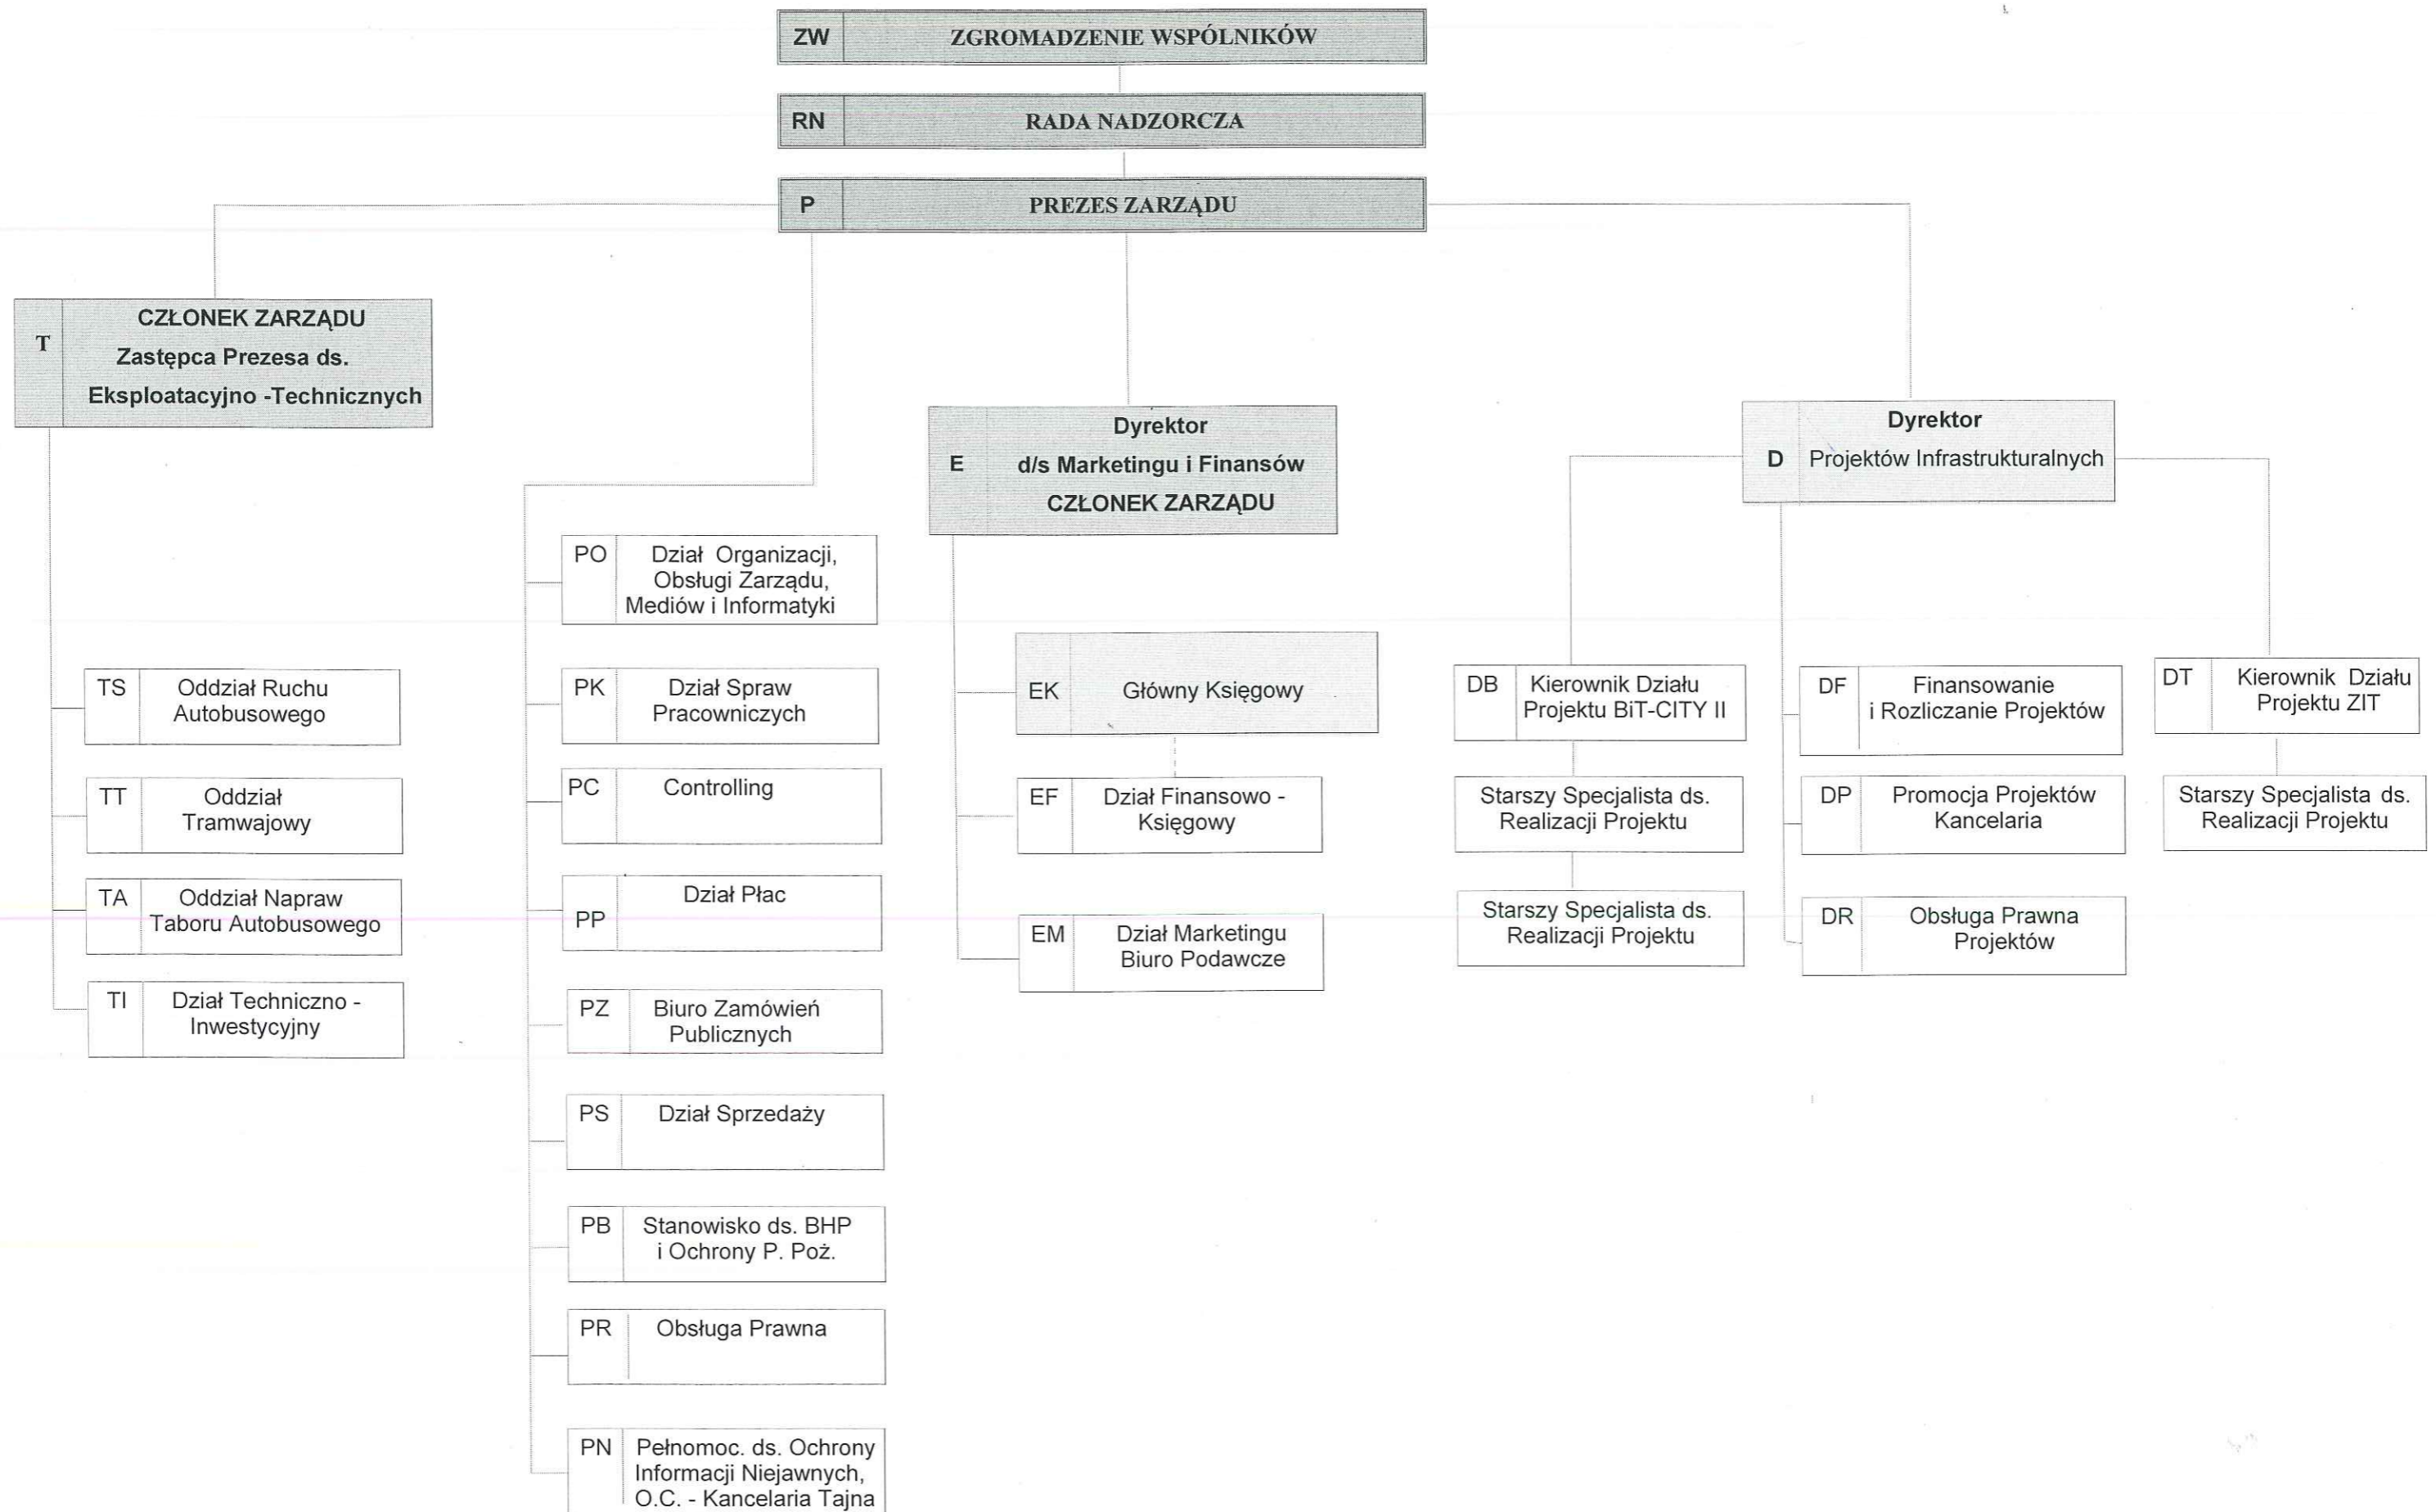 ZW ZGROMADZENIE WSPÓLNIKÓW
RN RADA NADZORCZA
P PREZES ZARZĄDU
CZŁONEK ZARZĄDU
T Zastępca Prezesa ds.
Eksploatacyjno -Technicznych
TS Oddział Ruchu
Autobusowego
TT Oddział
Tramwajowy
TA Oddział Napraw
Taboru Autobusowego
TI Dział Techniczno -
Inwestycyjny
PO Dział Organizacji,
Obsługi Zarządu,
Mediów i Informatyki
PK Dział Spraw
Pracowniczych
PC Controlling
PP Dział Płac
PZ Biuro Zamówień
Publicznych
PS Dział Sprzedaży
PB Stanowisko ds. BHP
i Ochrony P. Poż.
PR Obsługa Prawna
PN Pełnomoc. ds. Ochrony
Informacji Niejawnych,
O.C. - Kancelaria Tajna
Dyrektor
E d/s Marketingu i Finansów
CZŁONEK ZARZĄDU
EK Główny Księgowy
EF Dział Finansowo -
Księgowy
EM Dział Marketingu
Biuro Podawcze
Dyrektor
D Projektów Infrastrukturalnych
DB Kierownik Działu
Projektu BiT-CITY II
Starszy Specjalista ds.
Realizacji Projektu
Starszy Specjalista ds.
Realizacji Projektu
DF Finansowanie
i Rozliczanie Projektów
DP Promocja Projektów
Kancelaria
DR Obsługa Prawna
Projektów
DT Kierownik Działu
Projektu ZIT
Starszy Specjalista ds.
Realizacji Projektu